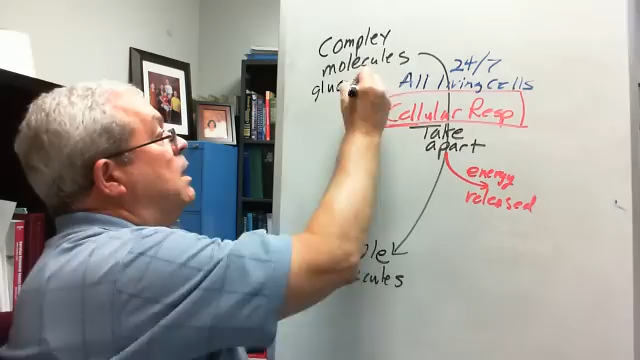 Complex
molecules
24/7
All living cells
Cellular Resp
Take
apart
energy
released